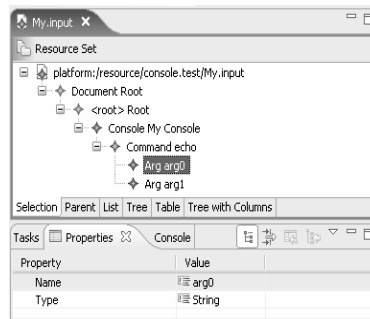 My.input
Resource Set
platform:/resource/console.test/My.input
Document Root
<root> Root
Console My Console
Command echo
Arg arg0
Arg arg1
Selection Parent List Tree Table Tree with Columns
Tasks Properties Console
Property Value
Name arg0
Type String